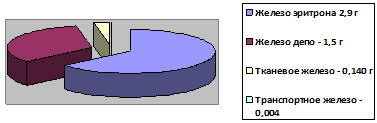 Железо эритрона 2,9 г
Железо депо - 1,5 г
Тканевое железо - 0,140 г
Транспортное железо -
0,004